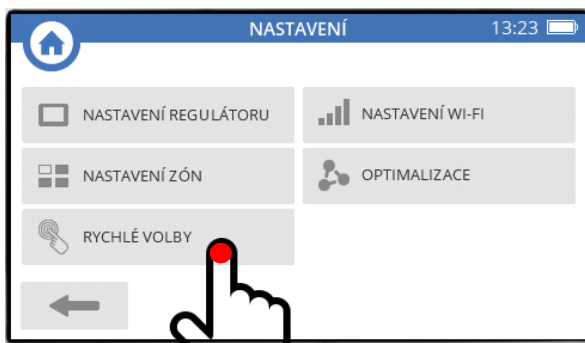 NASTAVENÍ 13:23
NASTAVENÍ REGULÁTORU
NASTAVENÍ WI-FI
NASTAVENÍ ZÓN
OPTIMALIZACE
RYCHLÉ VOLBY